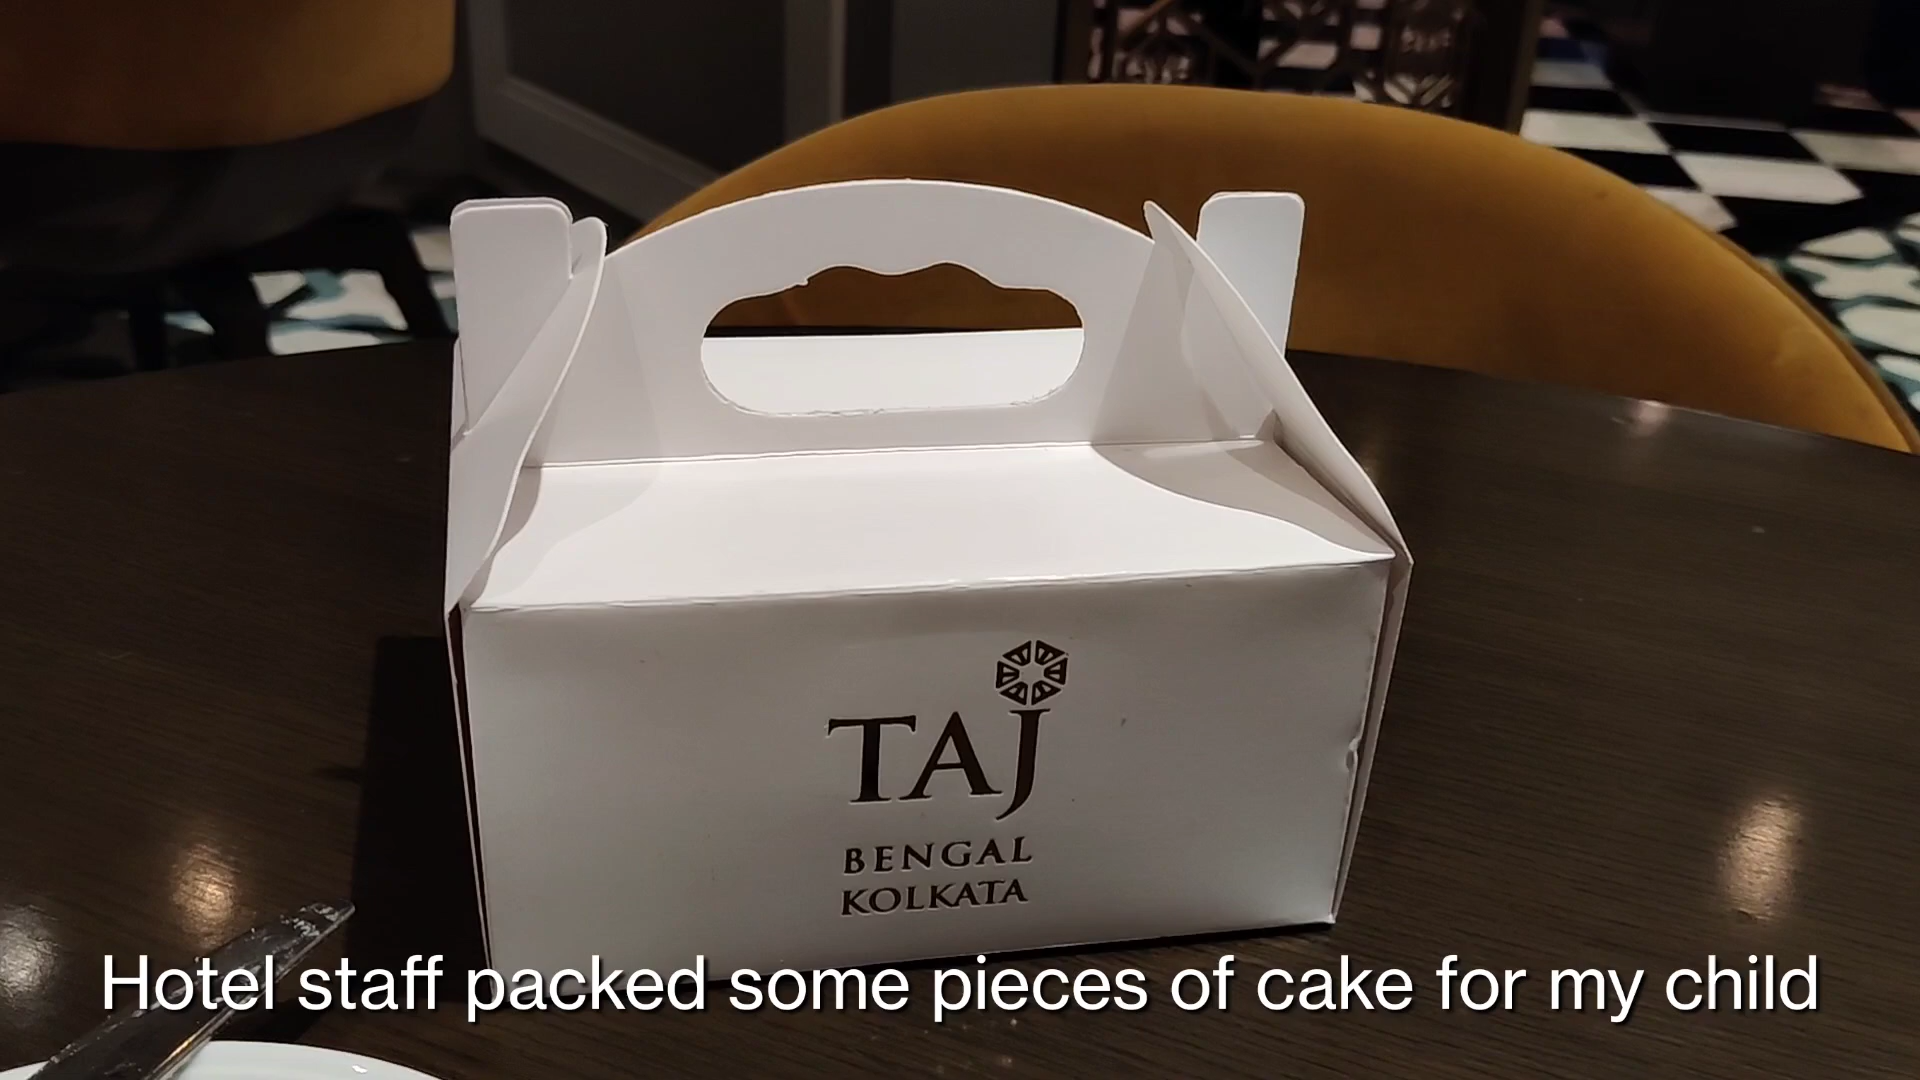 TAJ
BENGAL
KOLKATA
Hotel staff packed some pieces of cake for my child